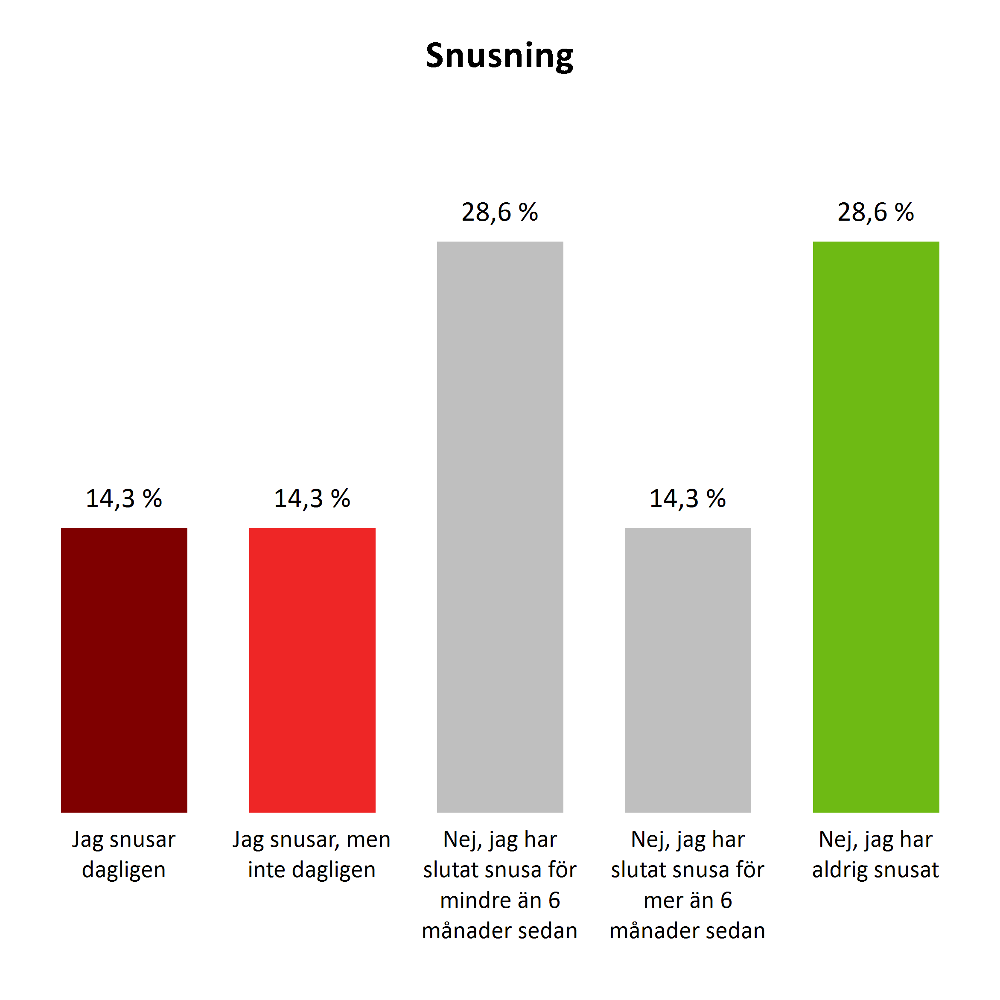 Snusning
28,6 %
28,6 %
14,3 %
14,3 %
14,3 %
Jag snusar
dagligen
Jag snusar, men
inte dagligen
Nej, jag har
slutat snusa för
mindre än 6
månader sedan
Nej, jag har
slutat snusa för
mer än 6
månader sedan
Nej, jag har
aldrig snusat